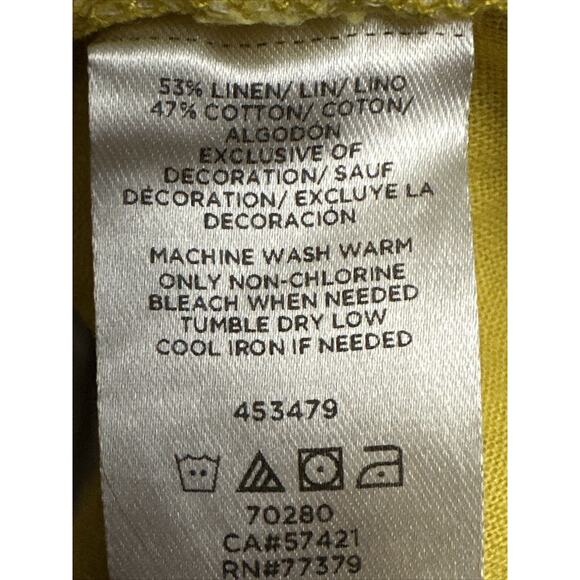 53% LINEN/ LIN/ LINO
47% COTTON/ COTON/
ALGODON
EXCLUSIVE OF
DECORATION/ SAUF
DÉCORATION/ EXCLUYE LA
DECORACIÓN
MACHINE WASH WARM
ONLY NON-CHLORINE
BLEACH WHEN NEEDED
TUMBLE DRY LOW
COOL IRON IF NEEDED
453479
70280
CA#57421
RN#77379